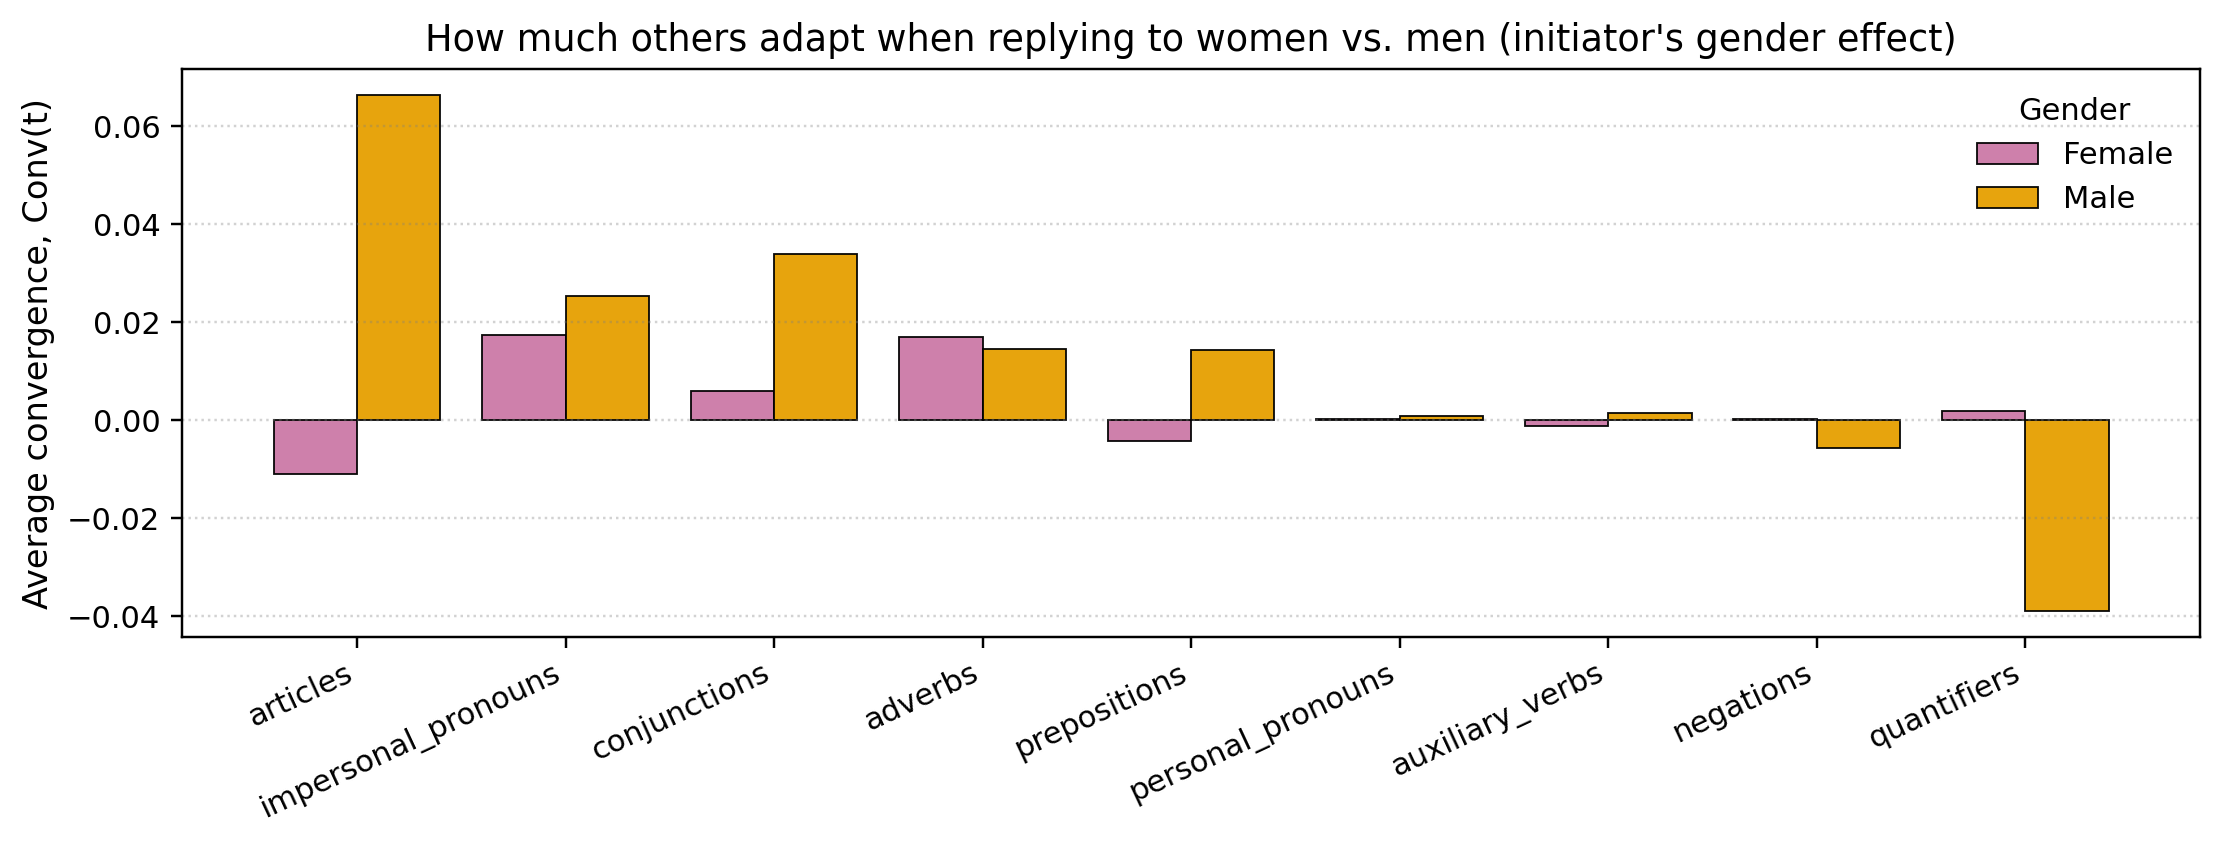 How much others adapt when replying to women vs. men (initiator's gender effect)
Average convergence, Conv(t)
0.06
0.04
0.02
0.00
−0.02
−0.04
Gender
Female
Male
articles
impersonal_pronouns
conjunctions
adverbs
prepositions
personal_pronouns
auxiliary_verbs
negations
quantifiers